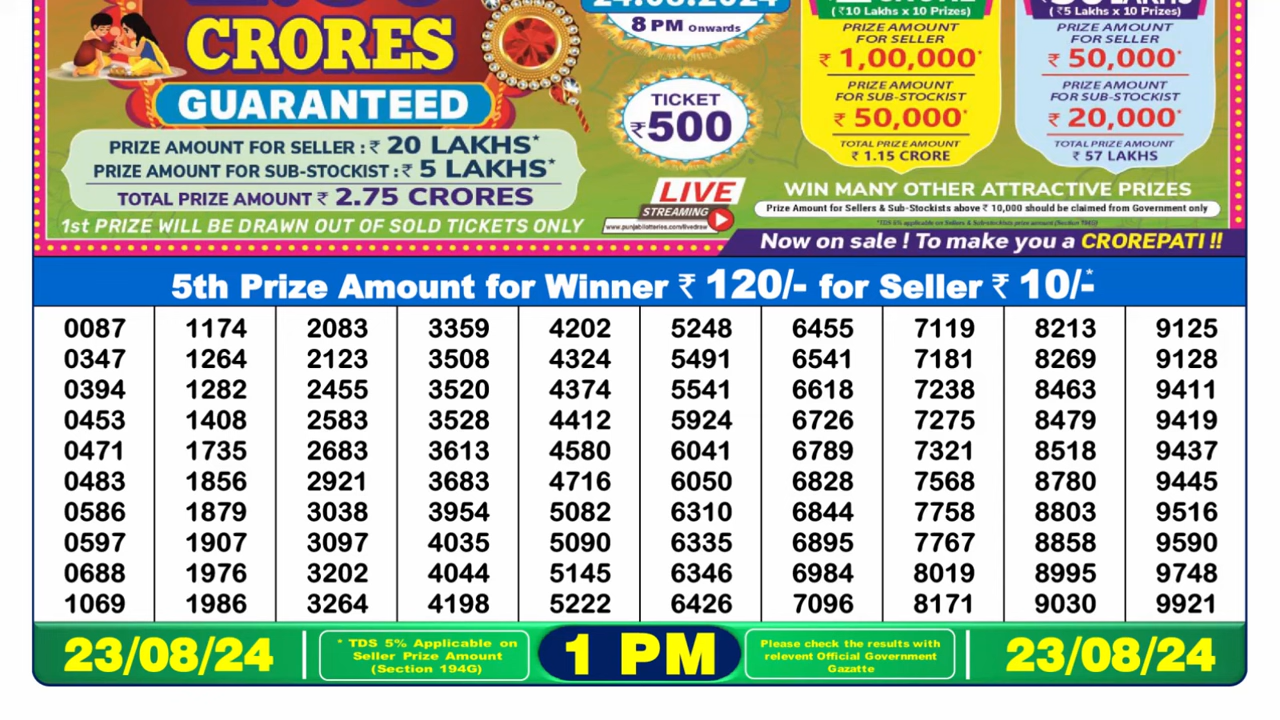 CRORES
GUARANTEED
PRIZE AMOUNT FOR SELLER : ₹ 20 LAKHS*
PRIZE AMOUNT FOR SUB-STOCKIST : ₹ 5 LAKHS*
TOTAL PRIZE AMOUNT ₹ 2.75 CRORES
1st PRIZE WILL BE DRAWN OUT OF SOLD TICKETS ONLY
8 PM Onwards
TICKET
₹500
LIVE
STREAMING
www.punjablotteries.com/livedraw
(₹10 Lakhs x 10 Prizes)
PRIZE AMOUNT
FOR SELLER
₹ 1,00,000*
PRIZE AMOUNT
FOR SUB-STOCKIST
₹ 50,000*
TOTAL PRIZE AMOUNT
₹ 1.15 CRORE
(₹5 Lakhs x 10 Prizes)
PRIZE AMOUNT
FOR SELLER
₹ 50,000*
PRIZE AMOUNT
FOR SUB-STOCKIST
₹ 20,000*
TOTAL PRIZE AMOUNT
₹ 57 LAKHS
WIN MANY OTHER ATTRACTIVE PRIZES
Prize Amount for Sellers & Sub-Stockists above ₹ 10,000 should be claimed from Government only
Now on sale ! To make you a CROREPATI !!
5th Prize Amount for Winner ₹ 120/- for Seller ₹ 10/-*
0087 1174 2083 3359 4202 5248 6455 7119 8213 9125
0347 1264 2123 3508 4324 5491 6541 7181 8269 9128
0394 1282 2455 3520 4374 5541 6618 7238 8463 9411
0453 1408 2583 3528 4412 5924 6726 7275 8479 9419
0471 1735 2683 3613 4580 6041 6789 7321 8518 9437
0483 1856 2921 3683 4716 6050 6828 7568 8780 9445
0586 1879 3038 3954 5082 6310 6844 7758 8803 9516
0597 1907 3097 4035 5090 6335 6895 7767 8858 9590
0688 1976 3202 4044 5145 6346 6984 8019 8995 9748
1069 1986 3264 4198 5222 6426 7096 8171 9030 9921
23/08/24
* TDS 5% Applicable on
Seller Prize Amount
(Section 194G)
1 PM
Please check the results with
relevent Official Government
Gazatte
23/08/24